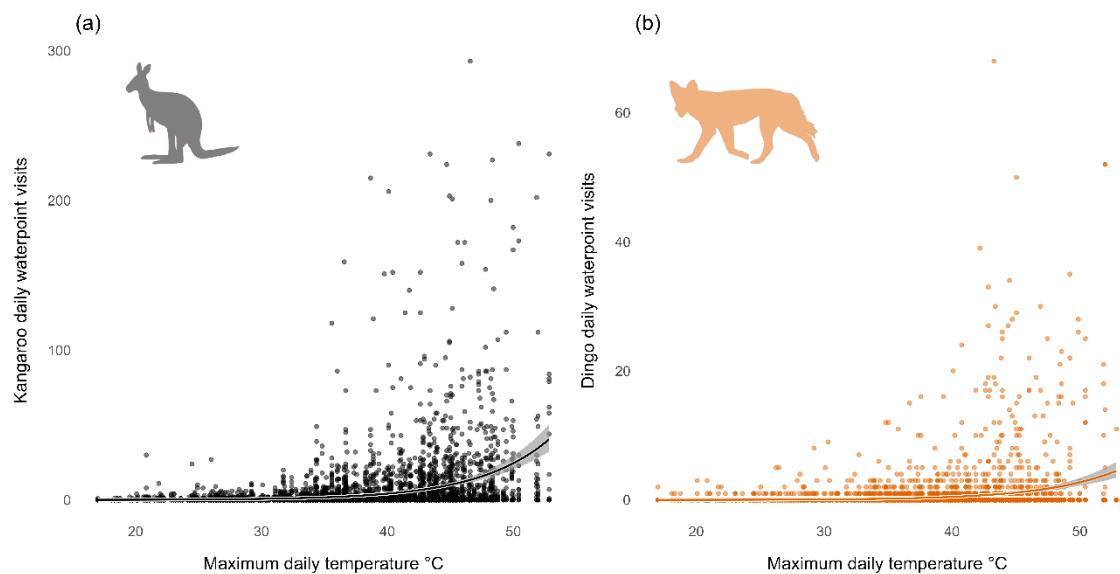 (a)
300
200
100
0
Kangaroo daily waterpoint visits
20 30 40 50
Maximum daily temperature °C
(b)
60
40
20
0
Dingo daily waterpoint visits
20 30 40 50
Maximum daily temperature °C